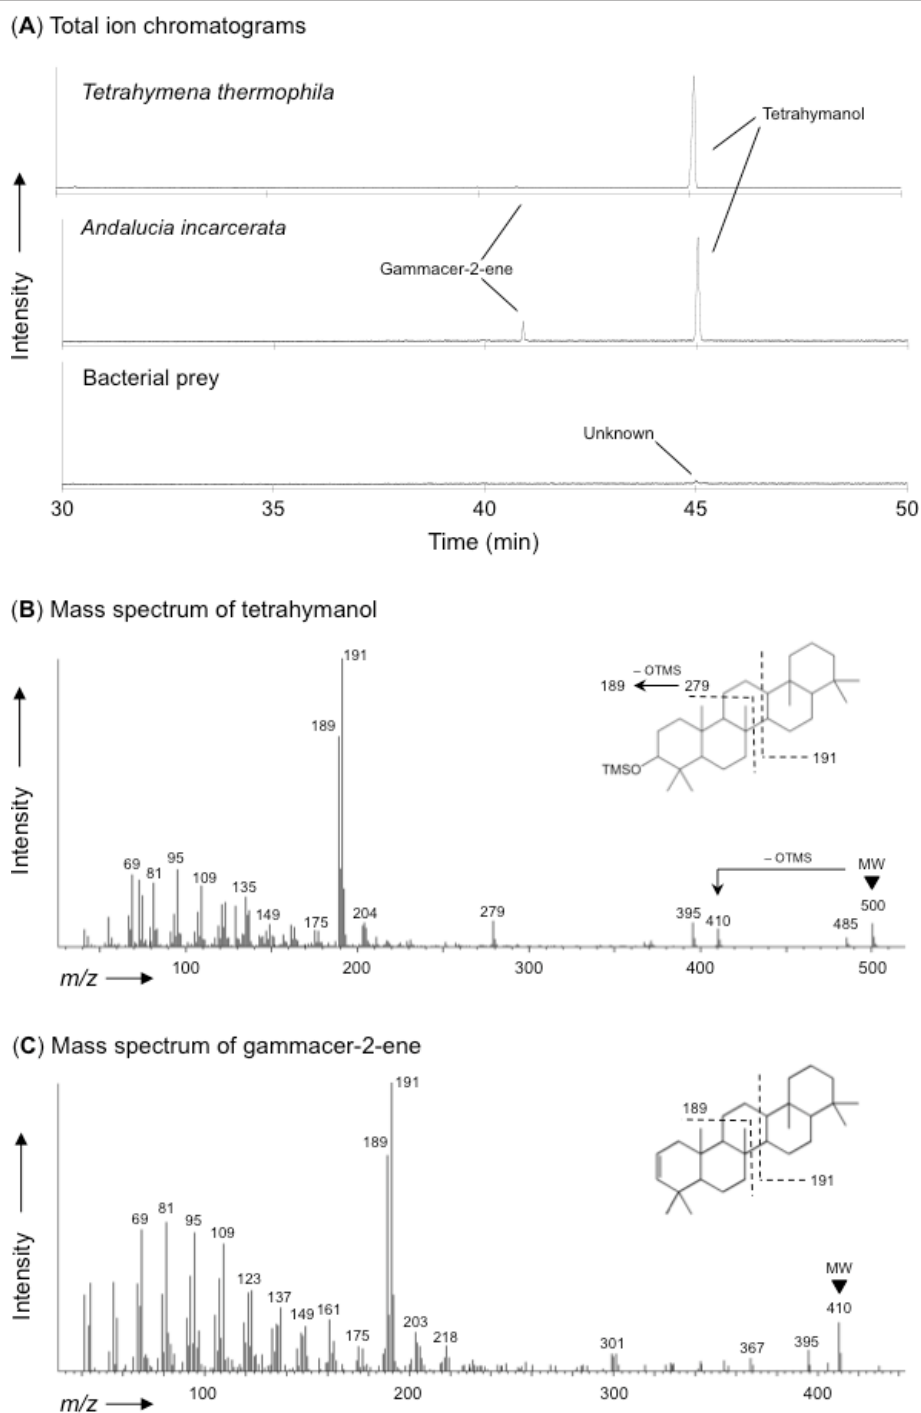 (A) Total ion chromatograms
Tetrahymena thermophila
Tetrahymanol
Andalucia incarcerata
Gammacer-2-ene
Intensity
Bacterial prey
Unknown
30 35 40 45 50
Time (min)
(B) Mass spectrum of tetrahymanol
191
– OTMS
189 279
189
191
TMSO
Intensity
– OTMS
MW
69 81 95 109 135 149 175 204 279 395 410 485 500
100 200 300 400 500
m/z
(C) Mass spectrum of gammacer-2-ene
191
189
189
191
Intensity
69 81 95 109 123 137 149 161 175 203 218 301 367 395 410
MW
100 200 300 400
m/z